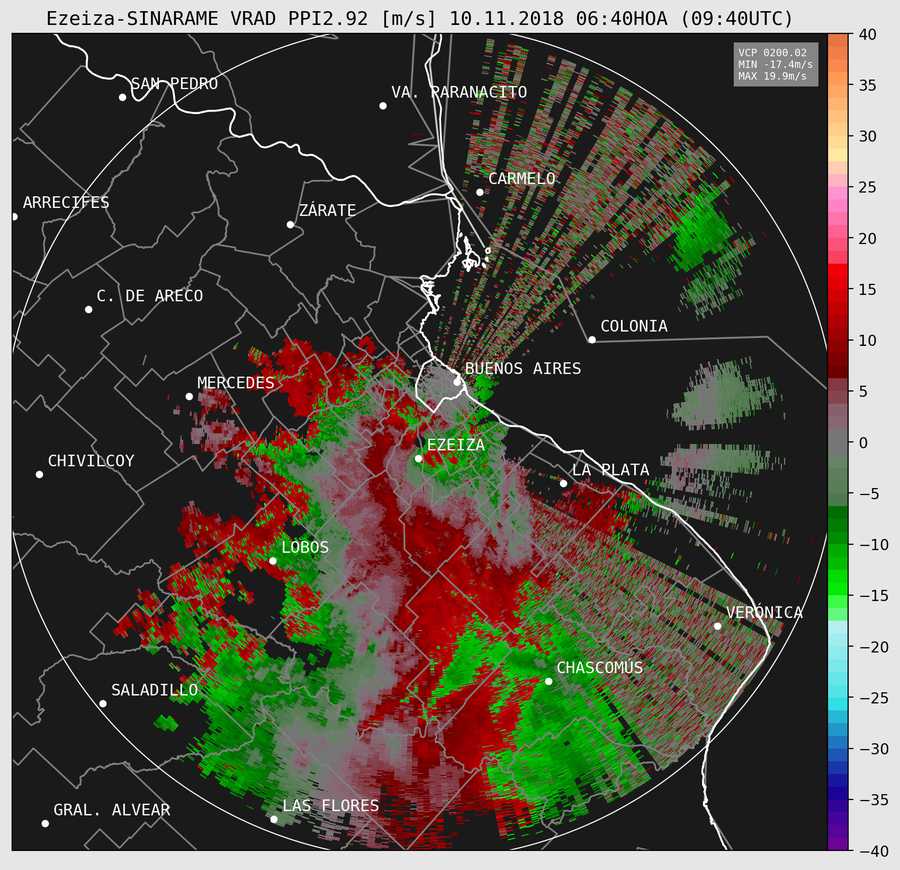 Ezeiza-SINARAME VRAD PPI2.92 [m/s] 10.11.2018 06:40HOA (09:40UTC)
VCP 0200.02
MIN -17.4m/s
MAX 19.9m/s
SAN PEDRO
VA. PARANACITO
CARMELO
ARRECIFES
ZÁRATE
C. DE ARECO
COLONIA
BUENOS AIRES
MERCEDES
EZEIZA
CHIVILCOY
LA PLATA
LOBOS
VERÓNICA
CHASCOMÚS
SALADILLO
LAS FLORES
GRAL. ALVEAR
40
35
30
25
20
15
10
5
0
−5
−10
−15
−20
−25
−30
−35
−40